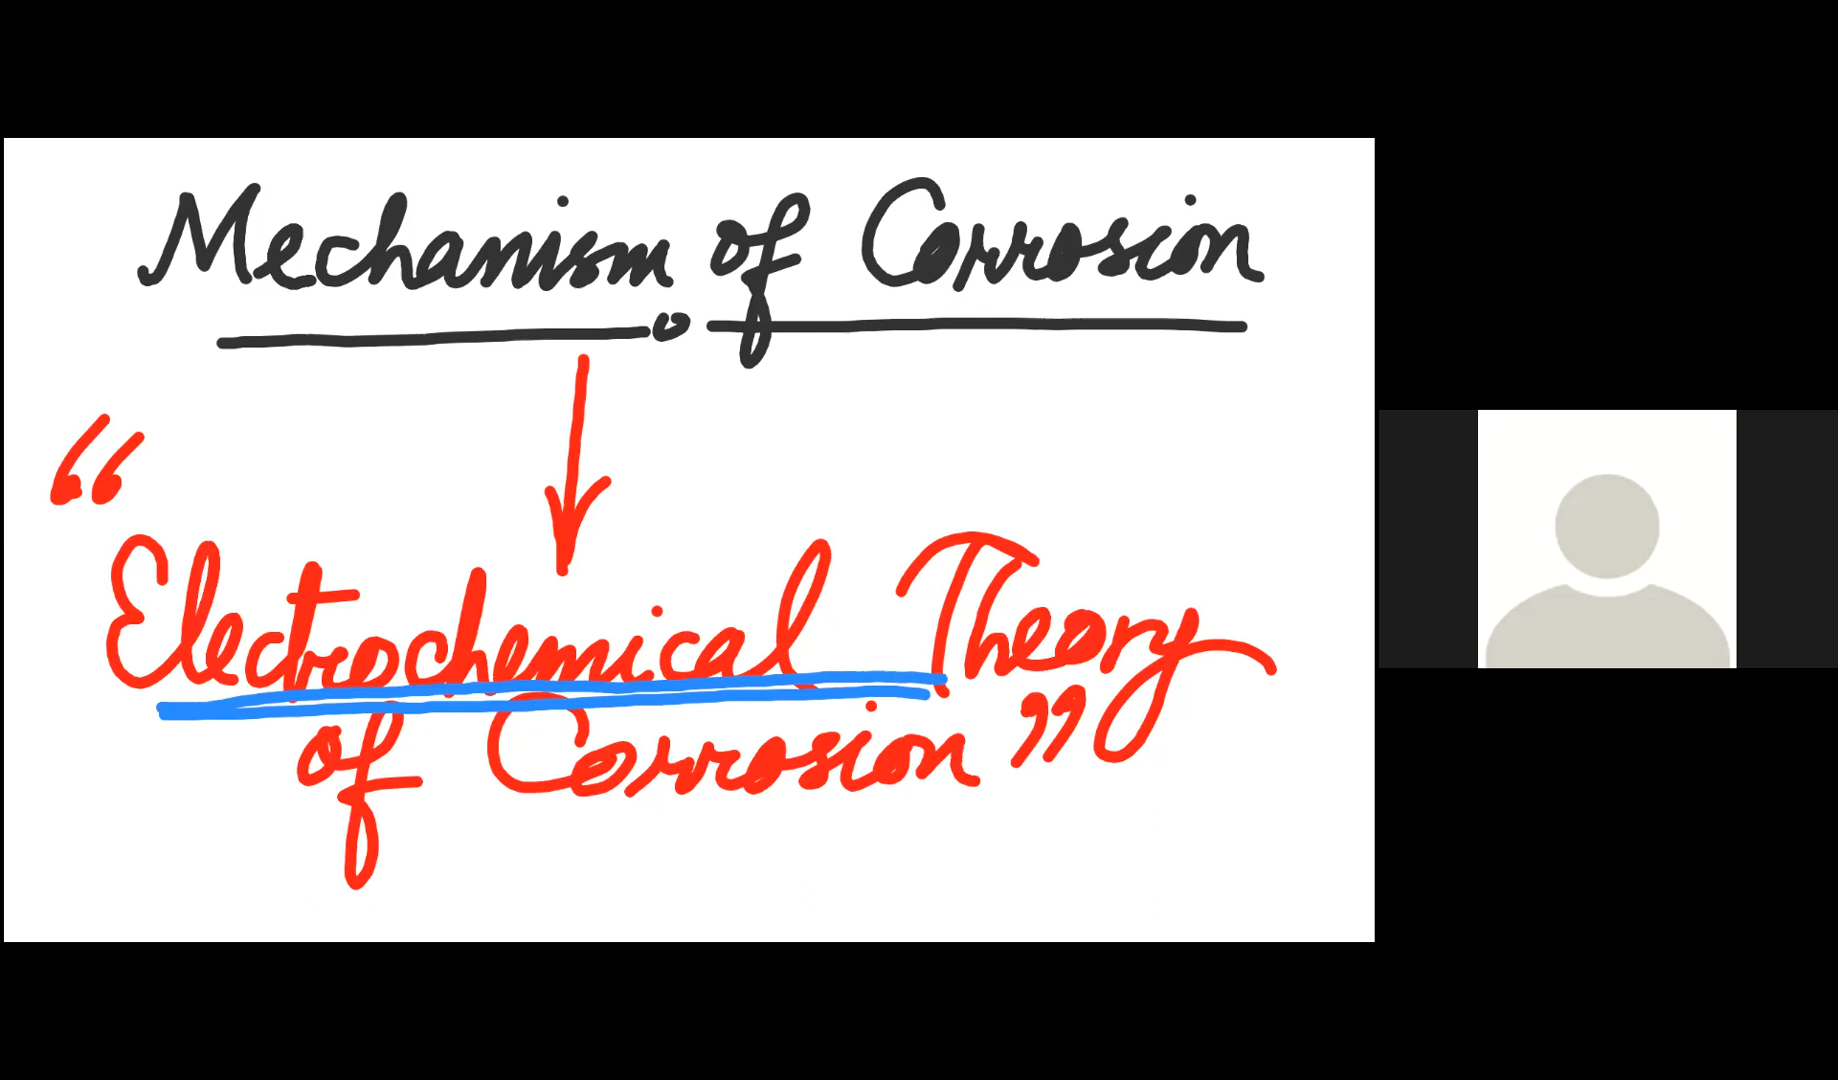 Mechanism of Corrosion
“
Electrochemical Theory
of Corrosion”